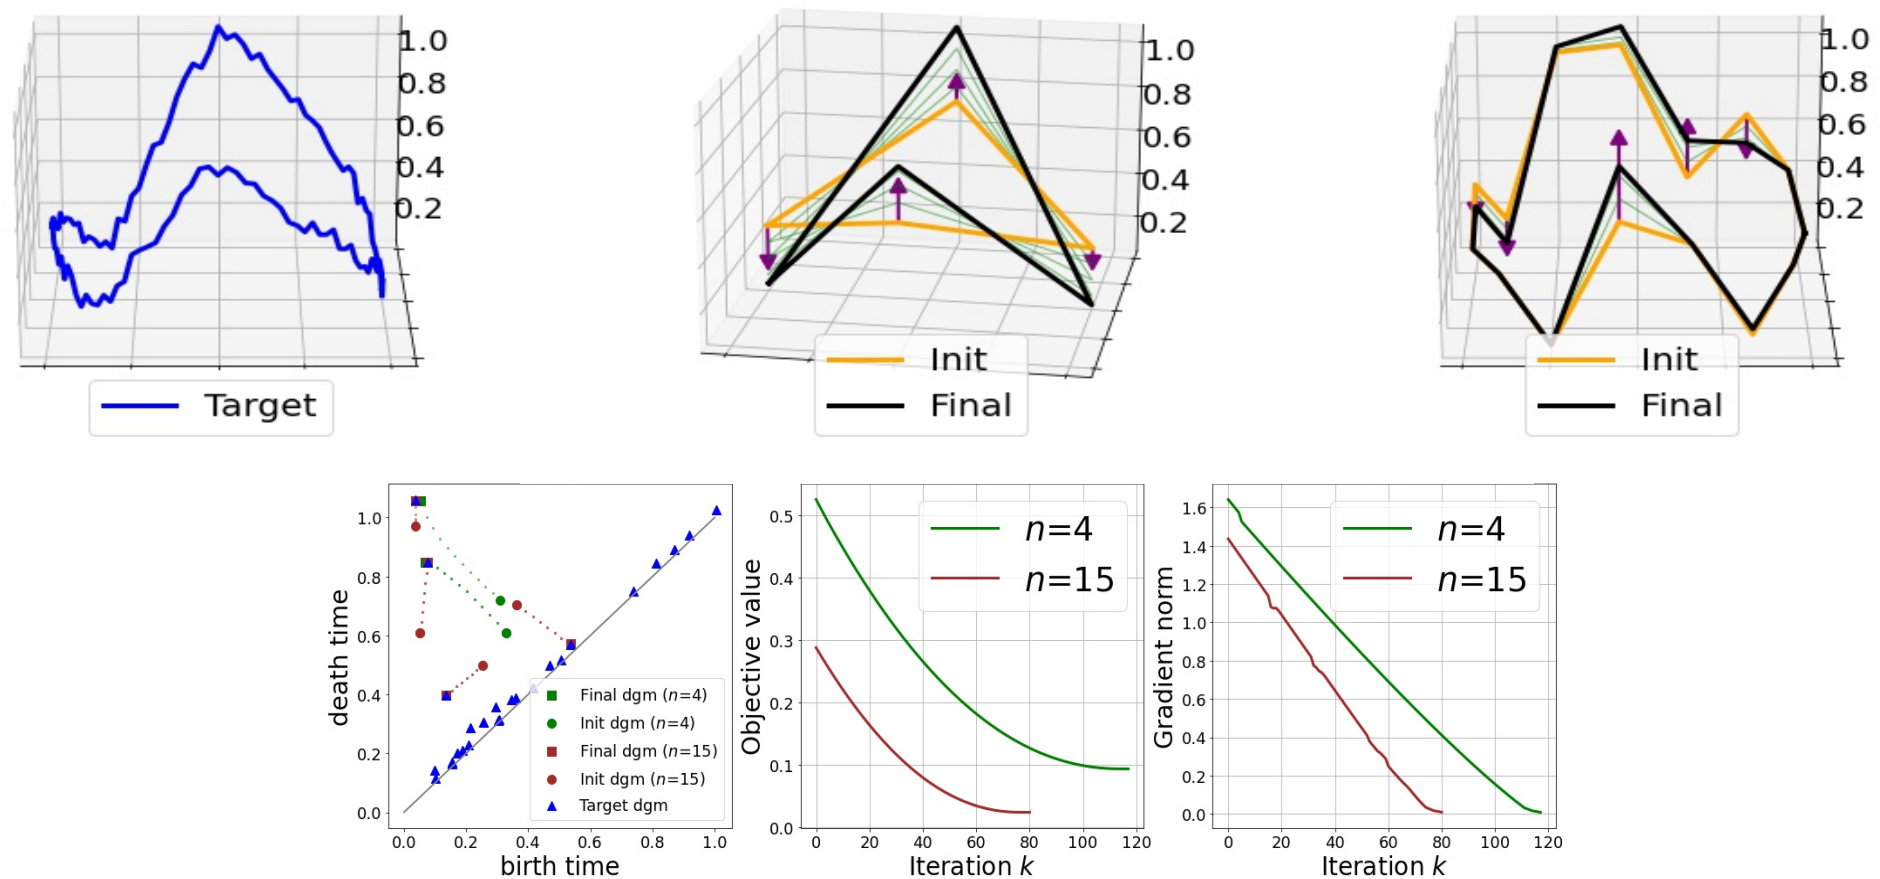 1.0
0.8
0.6
0.4
0.2
Target
1.0
0.8
0.6
0.4
0.2
Init
Final
1.0
0.8
0.6
0.4
0.2
Init
Final
death time
1.0
0.8
0.6
0.4
0.2
0.0
Final dgm (n=4)
Init dgm (n=4)
Final dgm (n=15)
Init dgm (n=15)
Target dgm
0.0 0.2 0.4 0.6 0.8 1.0
birth time
Objective value
0.5
0.4
0.3
0.2
0.1
0.0
n=4
n=15
0 20 40 60 80 100 120
Iteration k
Gradient norm
1.6
1.4
1.2
1.0
0.8
0.6
0.4
0.2
0.0
n=4
n=15
0 20 40 60 80 100 120
Iteration k